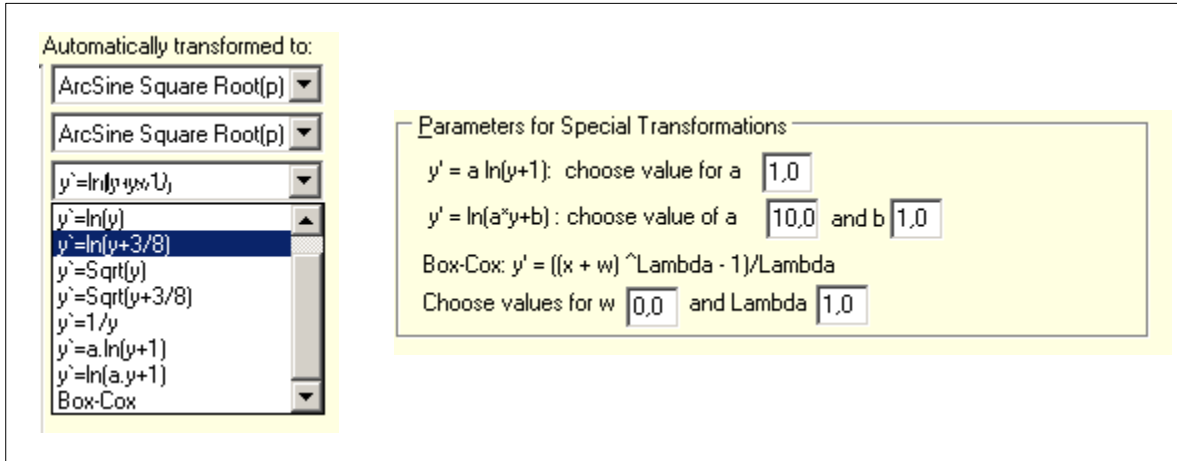 Automatically transformed to:
ArcSine Square Root(p)
ArcSine Square Root(p)
y`=ln(y)
y`=ln(y+3/8)
y`=Sqrt(y)
y`=Sqrt(y+3/8)
y`=1/y
y`=a.ln(y+1)
y`=ln(a.y+1)
Box-Cox
Parameters for Special Transformations
y' = a ln(y+1): choose value for a 1,0
y' = ln(a*y+b) : choose value of a 10,0 and b 1,0
Box-Cox: y' = ((x + w) ^Lambda - 1)/Lambda
Choose values for w 0,0 and Lambda 1,0